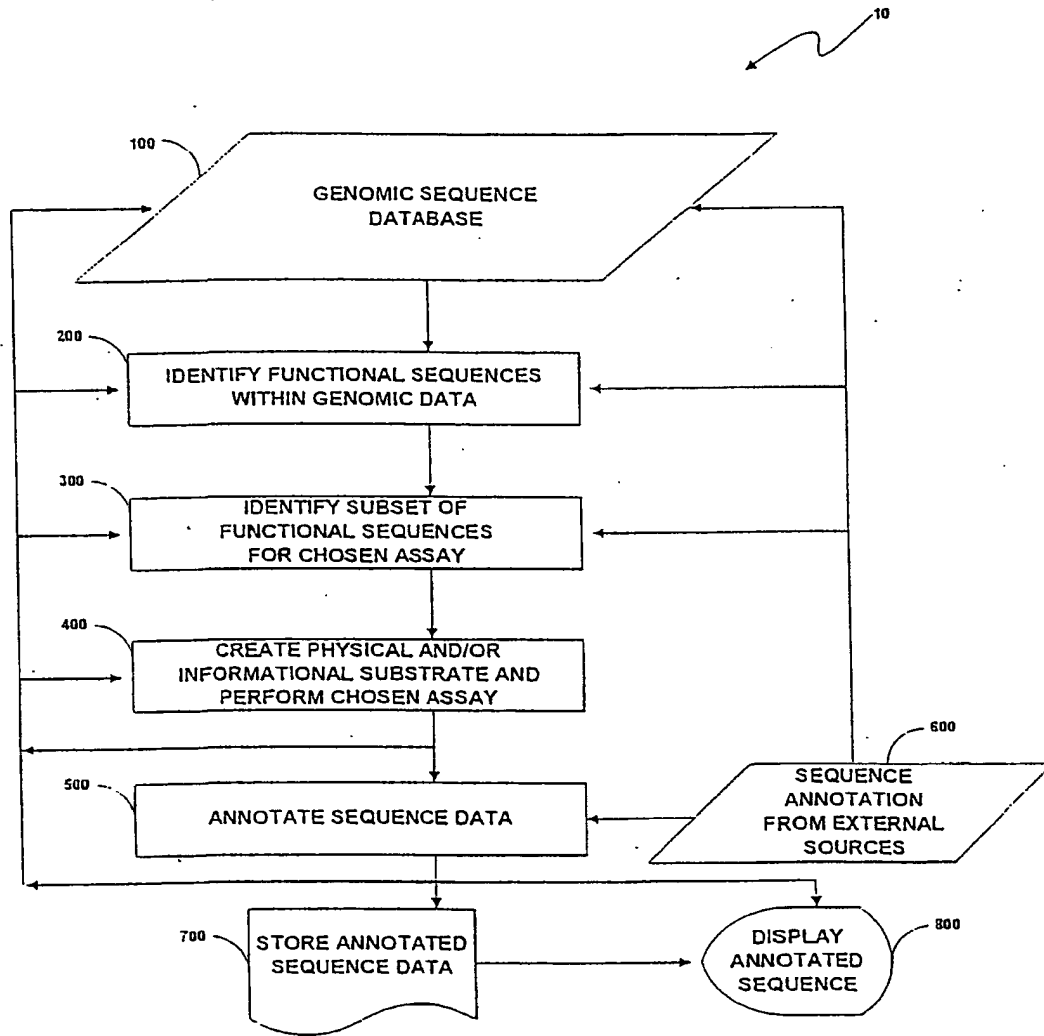 10
100
GENOMIC SEQUENCE
DATABASE
200
IDENTIFY FUNCTIONAL SEQUENCES
WITHIN GENOMIC DATA
300
IDENTIFY SUBSET OF
FUNCTIONAL SEQUENCES
FOR CHOSEN ASSAY
400
CREATE PHYSICAL AND/OR
INFORMATIONAL SUBSTRATE AND
PERFORM CHOSEN ASSAY
500
ANNOTATE SEQUENCE DATA
600
SEQUENCE
ANNOTATION
FROM EXTERNAL
SOURCES
700
STORE ANNOTATED
SEQUENCE DATA
800
DISPLAY
ANNOTATED
SEQUENCE